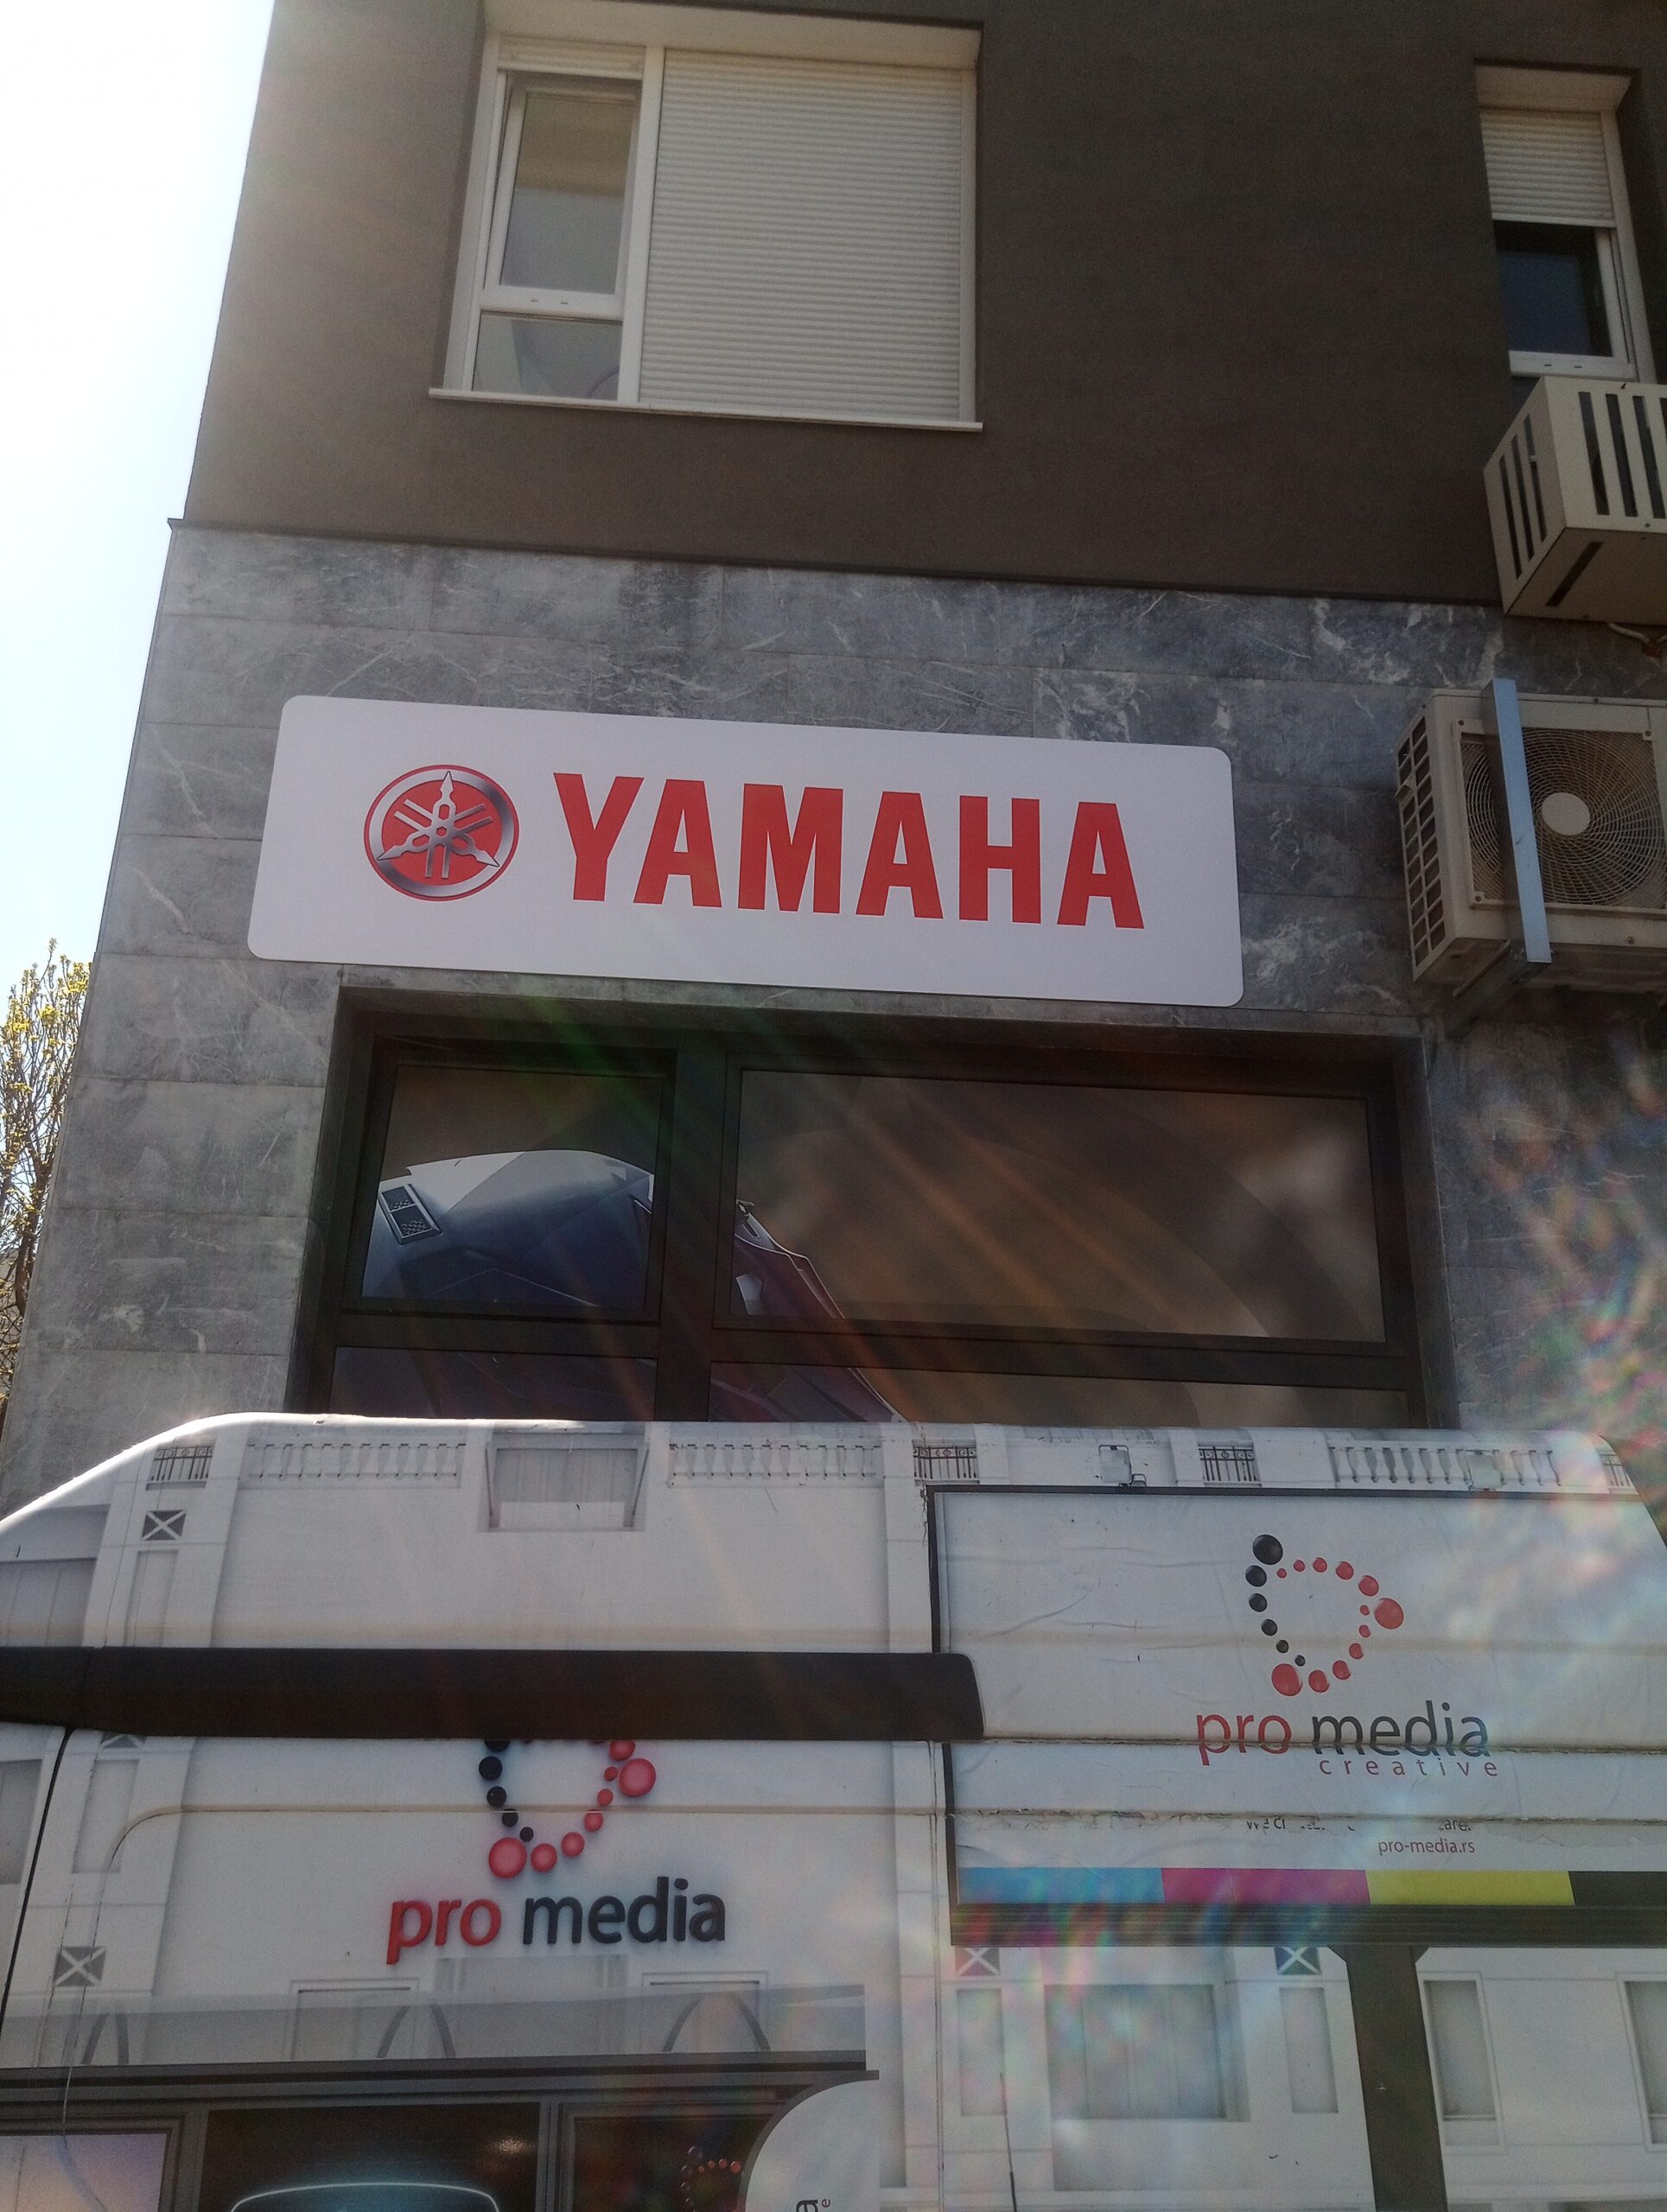 YAMAHA
pro media
creative
pro-media.rs
pro media